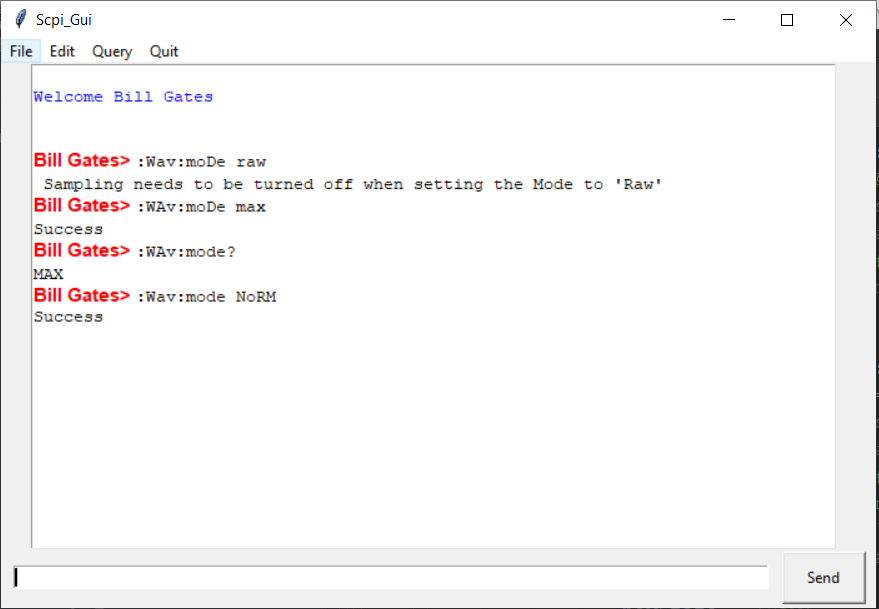 Scpi_Gui
File Edit Query Quit
Welcome Bill Gates
Bill Gates> :Wav:moDe raw
Sampling needs to be turned off when setting the Mode to 'Raw'
Bill Gates> :WAv:moDe max
Success
Bill Gates> :WAv:mode?
MAX
Bill Gates> :Wav:mode NoRM
Success
Send